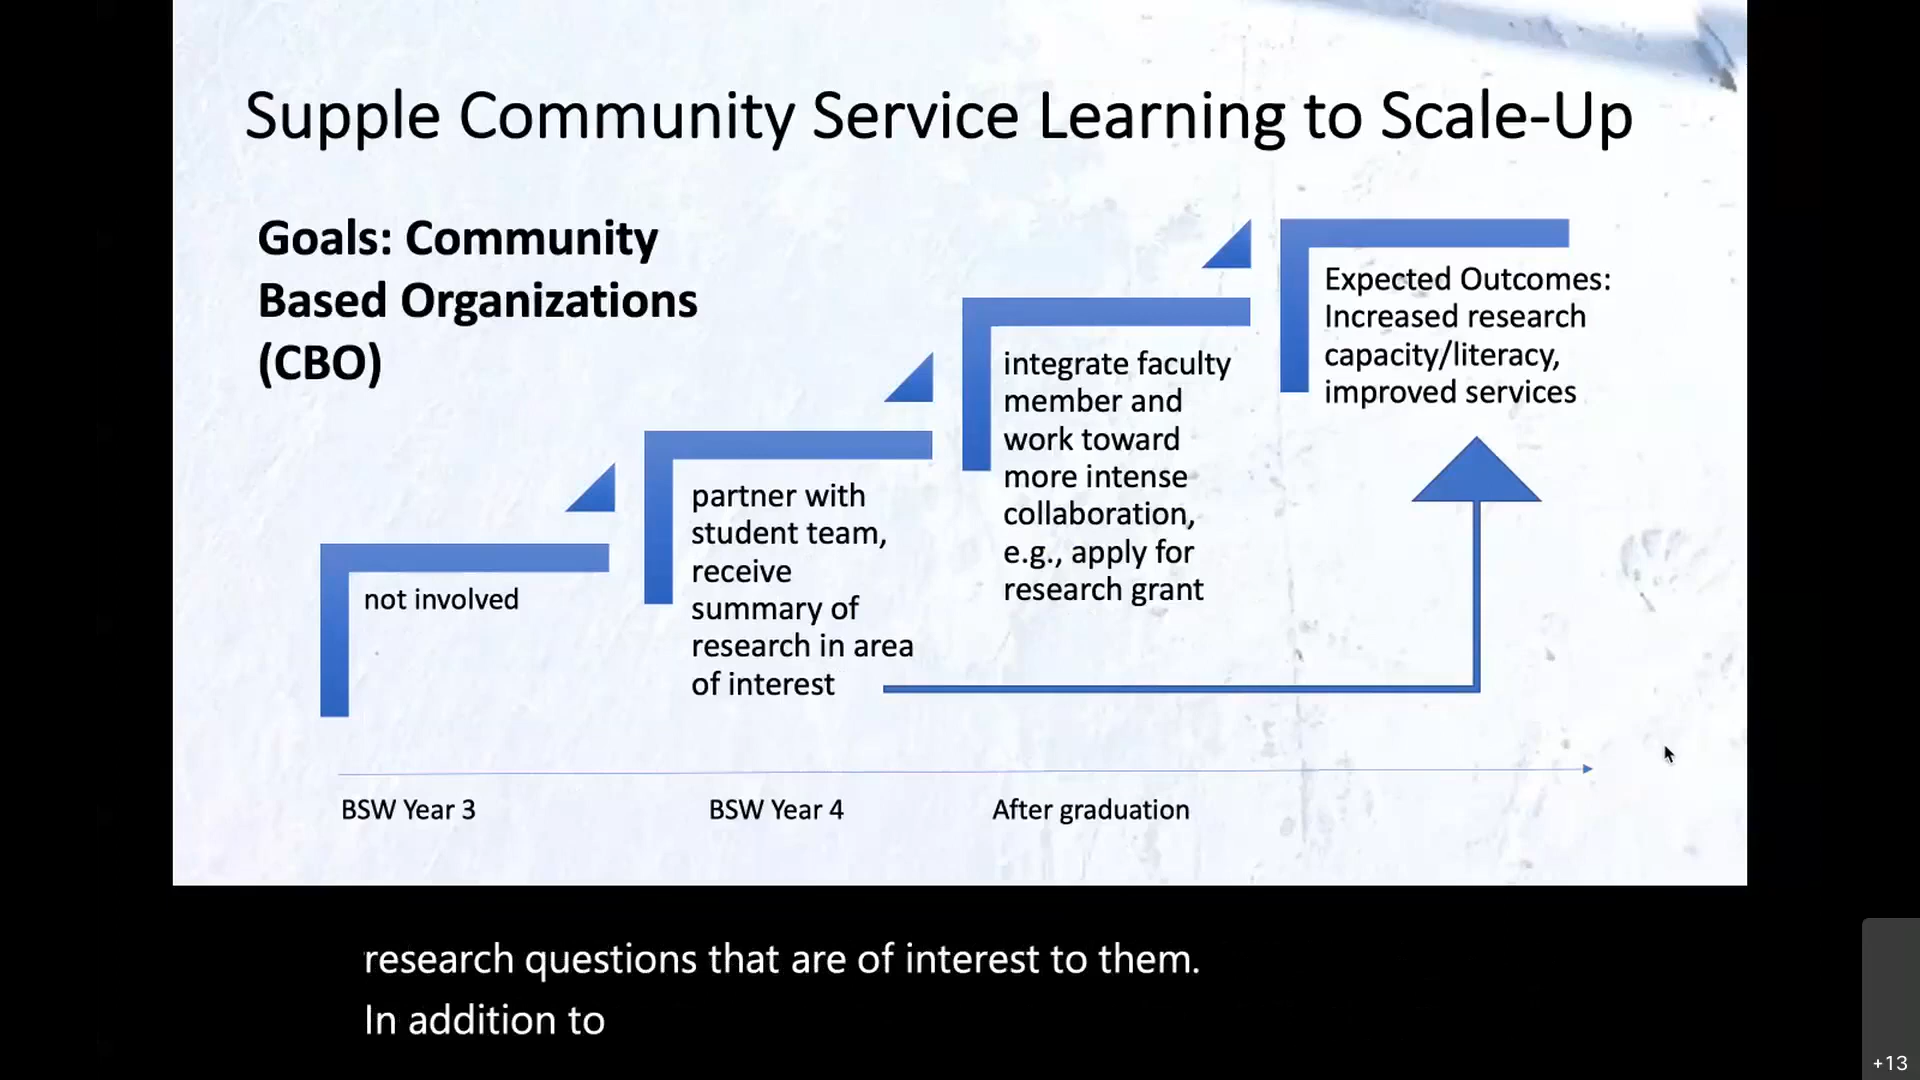 Supple Community Service Learning to Scale-Up
Goals: Community
Based Organizations
(CBO)
not involved
partner with
student team,
receive
summary of
research in area
of interest
integrate faculty
member and
work toward
more intense
collaboration,
e.g., apply for
research grant
Expected Outcomes:
Increased research
capacity/literacy,
improved services
BSW Year 3
BSW Year 4
After graduation
research questions that are of interest to them.
In addition to
+13